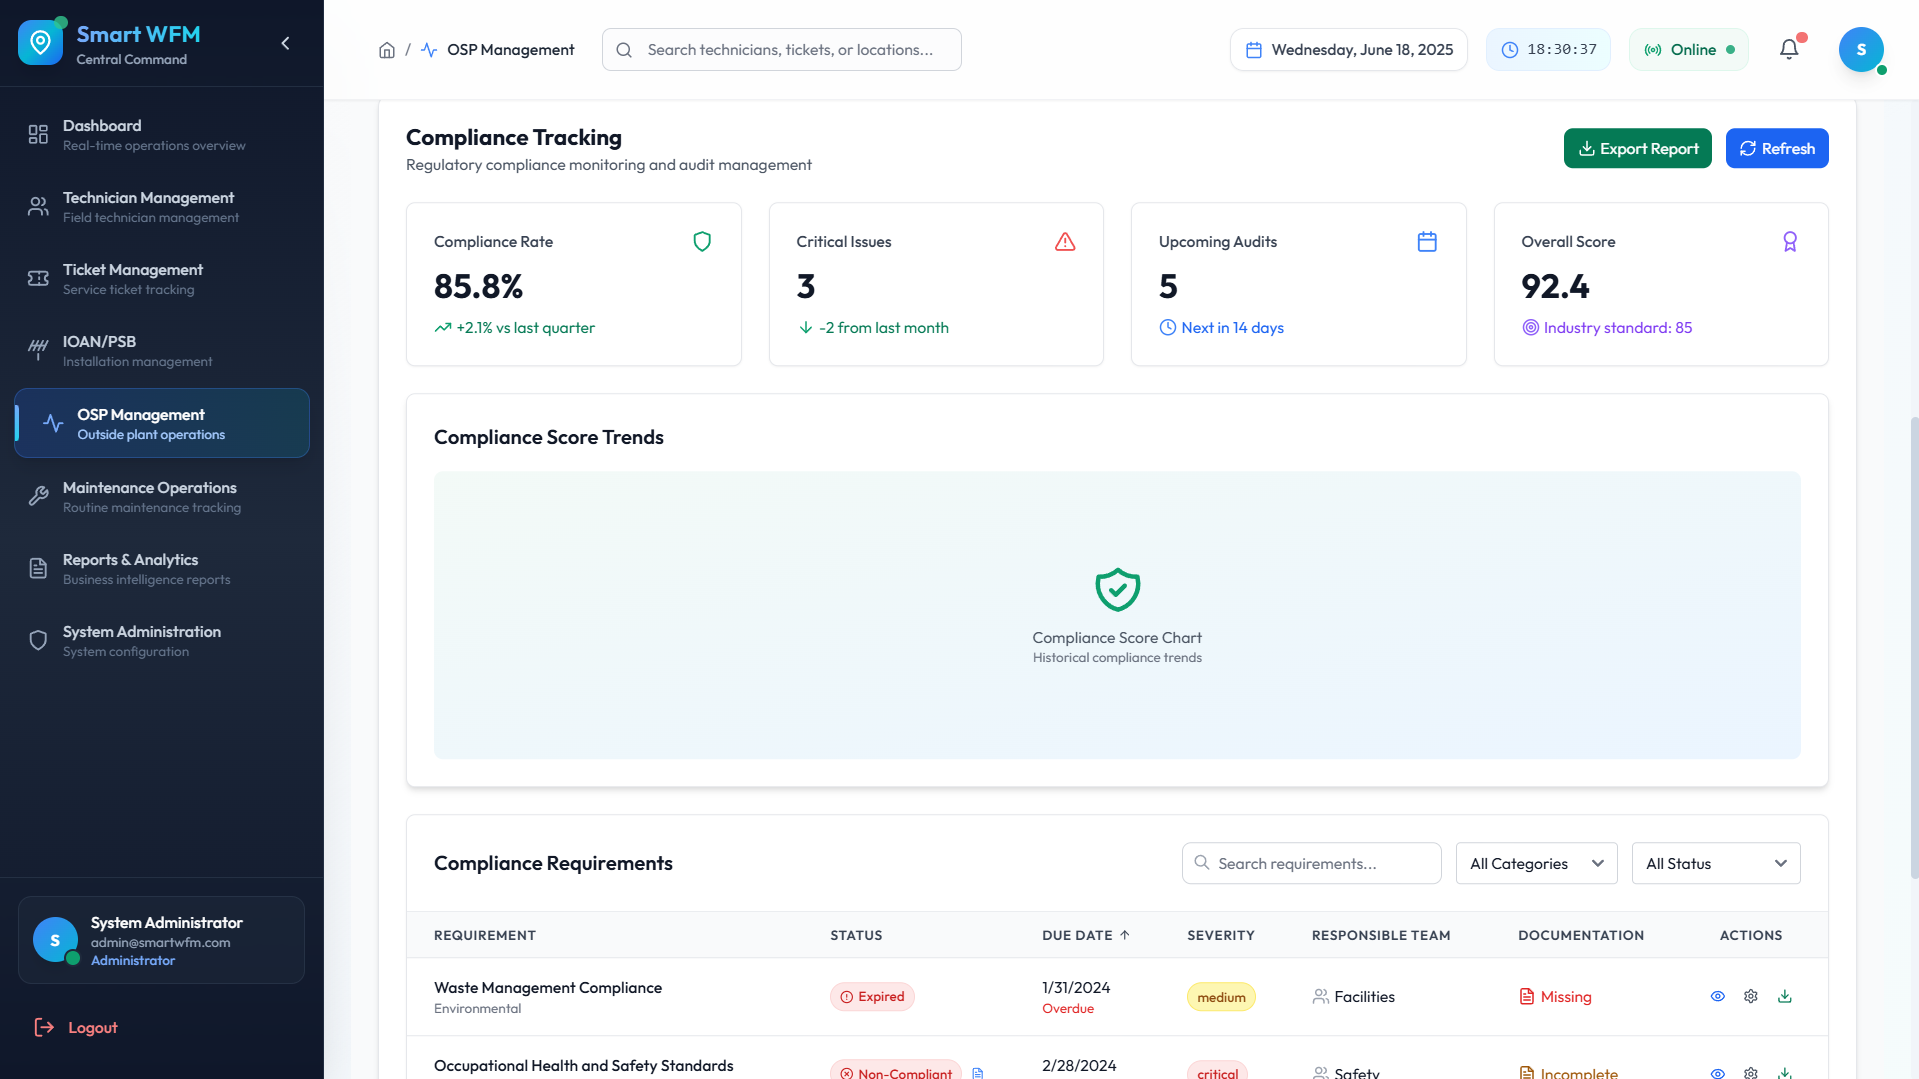 Smart WFM
Central Command
Dashboard
Real-time operations overview
Technician Management
Field technician management
Ticket Management
Service ticket tracking
IOAN/PSB
Installation management
OSP Management
Outside plant operations
Maintenance Operations
Routine maintenance tracking
Reports & Analytics
Business intelligence reports
System Administration
System configuration
S
System Administrator
admin@smartwfm.com
Administrator
Logout
/ OSP Management
Search technicians, tickets, or locations...
Wednesday, June 18, 2025
18:30:37
Online
S
Compliance Tracking
Regulatory compliance monitoring and audit management
Export Report
Refresh
Compliance Rate
85.8%
+2.1% vs last quarter
Critical Issues
3
-2 from last month
Upcoming Audits
5
Next in 14 days
Overall Score
92.4
Industry standard: 85
Compliance Score Trends
Compliance Score Chart
Historical compliance trends
Compliance Requirements
Search requirements...
All Categories
All Status
REQUIREMENT STATUS DUE DATE ↑ SEVERITY RESPONSIBLE TEAM DOCUMENTATION ACTIONS
Waste Management Compliance
Environmental
Expired
1/31/2024
Overdue
medium
Facilities
Missing
Occupational Health and Safety Standards
Non-Compliant
2/28/2024
critical
Safety
Incomplete